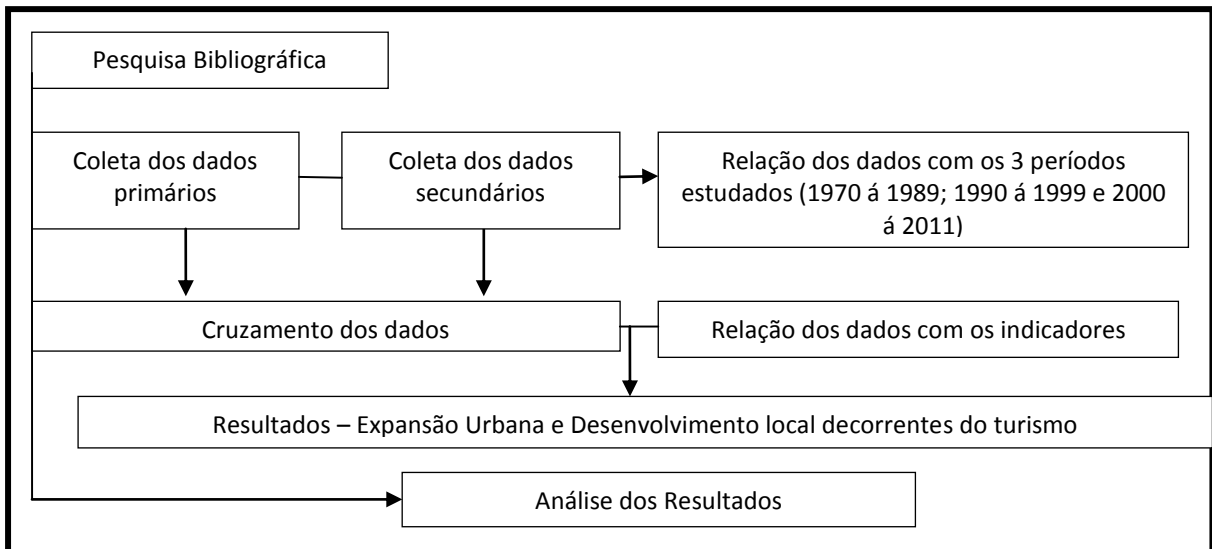 Pesquisa Bibliográfica
Coleta dos dados
primários
Coleta dos dados
secundários
Relação dos dados com os 3 períodos
estudados (1970 á 1989; 1990 á 1999 e 2000
á 2011)
Cruzamento dos dados
Relação dos dados com os indicadores
Resultados – Expansão Urbana e Desenvolvimento local decorrentes do turismo
Análise dos Resultados